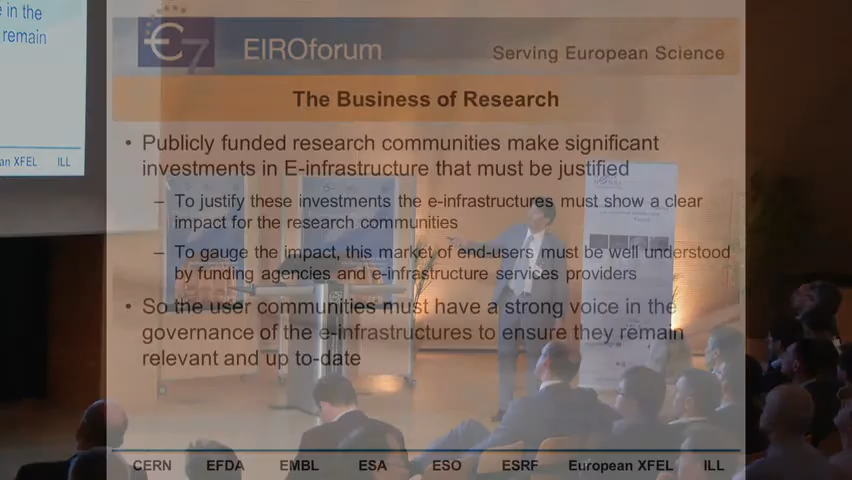 e in the
remain
an XFEL ILL
€7 EIROforum Serving European Science
The Business of Research
• Publicly funded research communities make significant
investments in E-infrastructure that must be justified
– To justify these investments the e-infrastructures must show a clear
impact for the research communities
– To gauge the impact, this market of end-users must be well understood
by funding agencies and e-infrastructure services providers
• So the user communities must have a strong voice in the
governance of the e-infrastructures to ensure they remain
relevant and up to-date
CERN EFDA EMBL ESA ESO ESRF European XFEL ILL